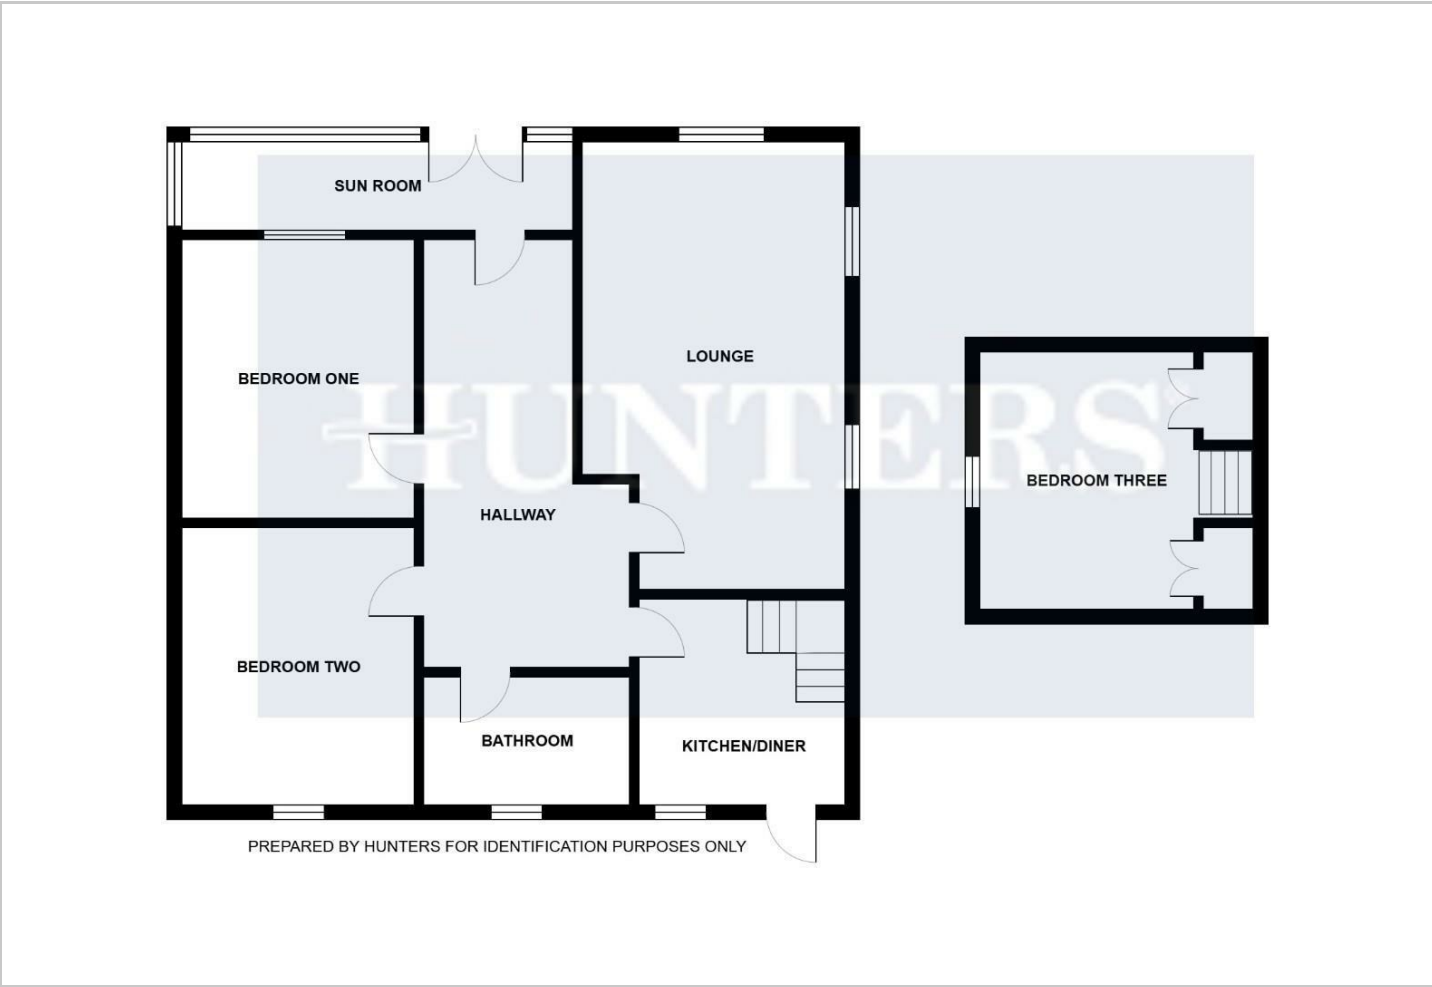 SUN ROOM
BEDROOM ONE
LOUNGE
HUNTERS
HALLWAY
BEDROOM THREE
BEDROOM TWO
BATHROOM
KITCHEN/DINER
PREPARED BY HUNTERS FOR IDENTIFICATION PURPOSES ONLY